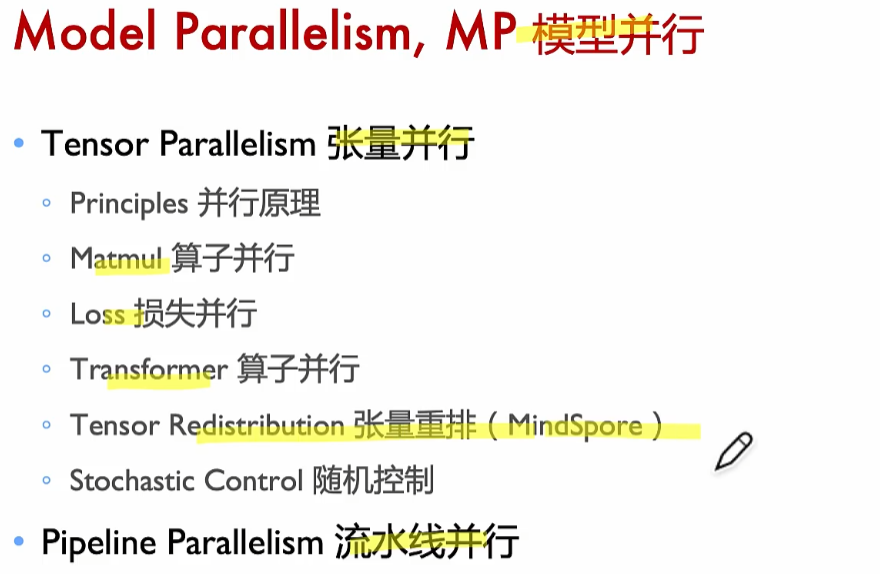 Model Parallelism, MP 模型并行
• Tensor Parallelism 张量并行
◦ Principles 并行原理
◦ Matmul 算子并行
◦ Loss 损失并行
◦ Transformer 算子并行
◦ Tensor Redistribution 张量重排（MindSpore）
◦ Stochastic Control 随机控制
• Pipeline Parallelism 流水线并行